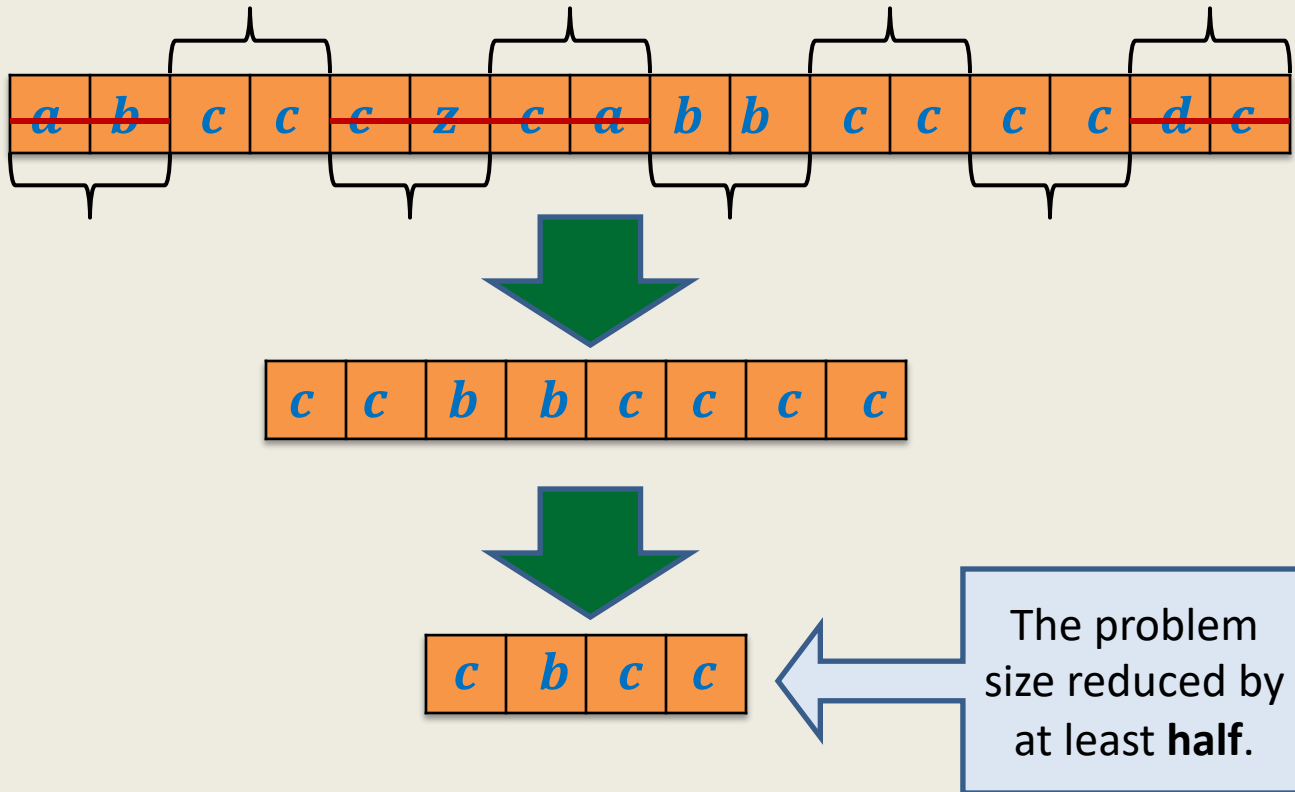 a b c c c z c a b b c c c c d c
c c b b c c c c
c b c c
The problem
size reduced by
at least half.